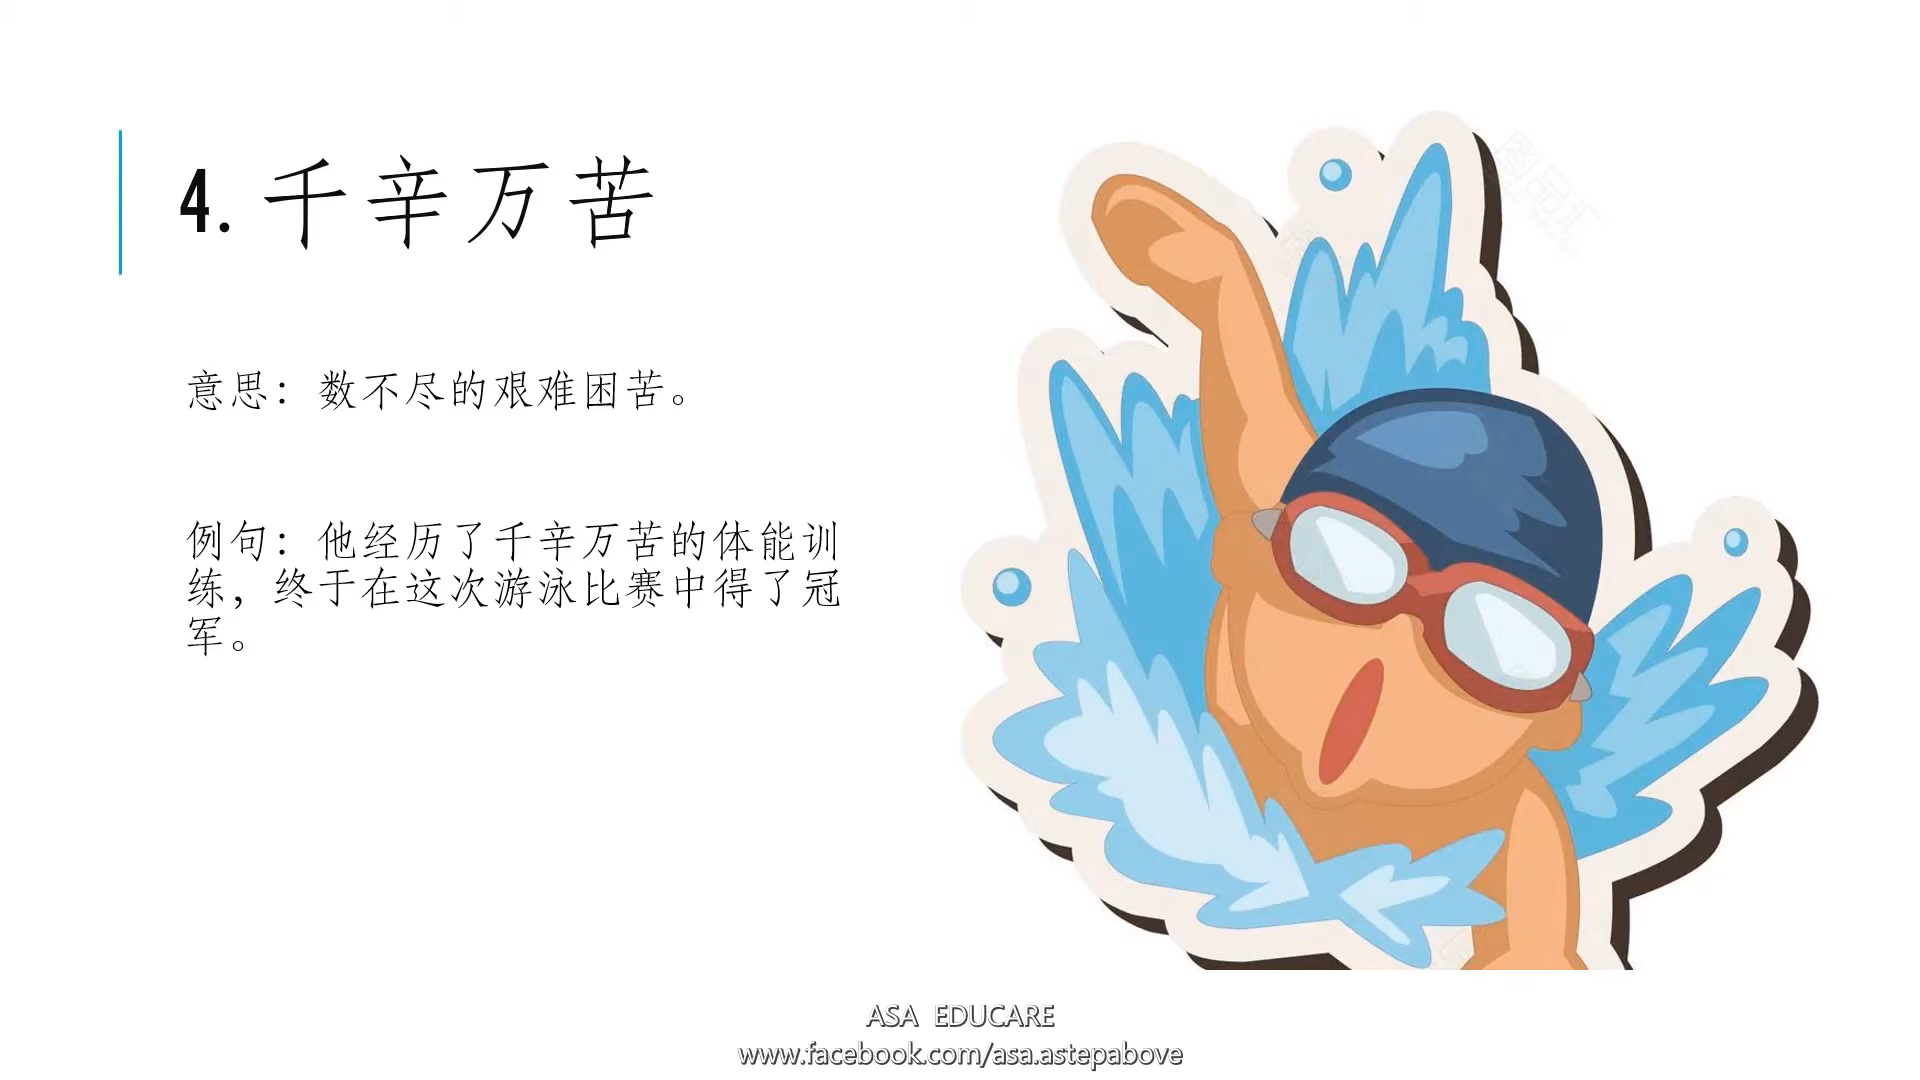 4. 千辛万苦
意思：数不尽的艰难困苦。
例句：他经历了千辛万苦的体能训
练，终于在这次游泳比赛中得了冠
军。
ASA EDUCARE
www.facebook.com/asa.astepabove